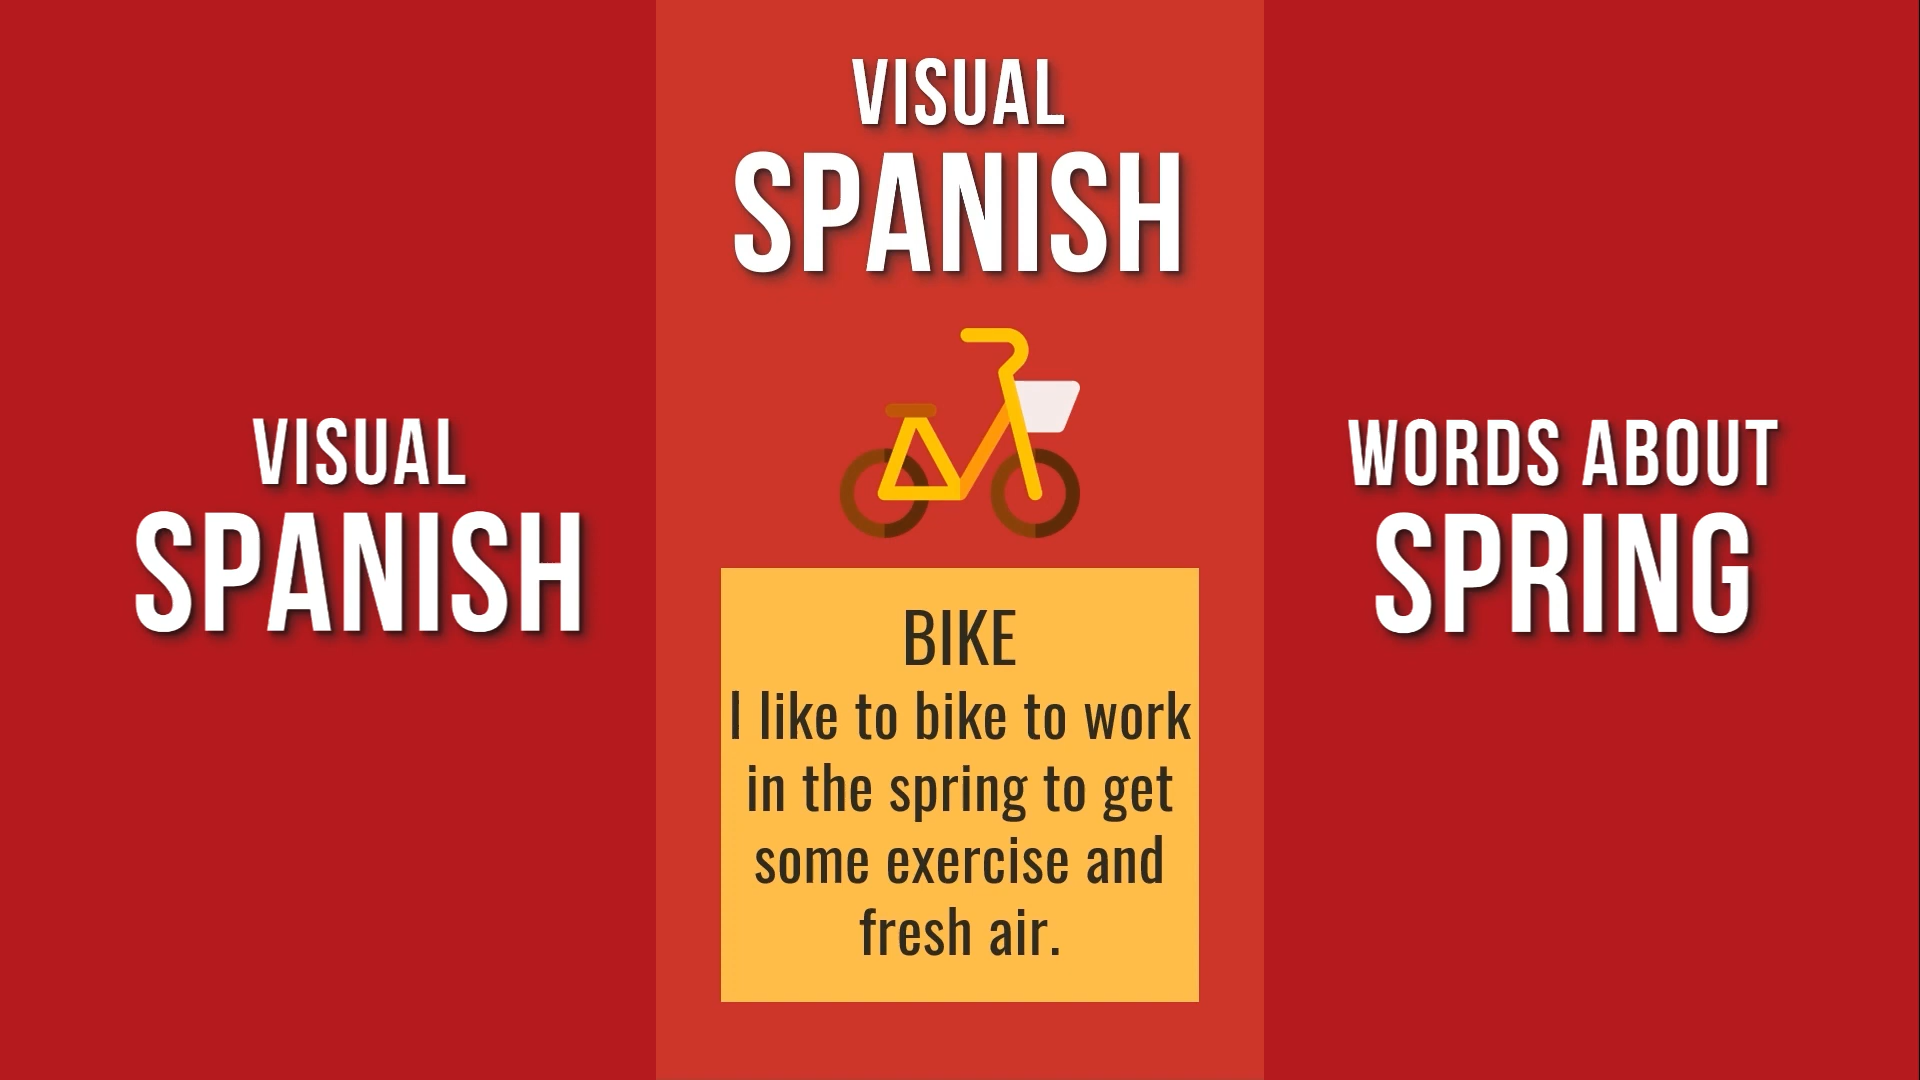 VISUAL
SPANISH
VISUAL
SPANISH
BIKE
I like to bike to work
in the spring to get
some exercise and
fresh air.
WORDS ABOUT
SPRING